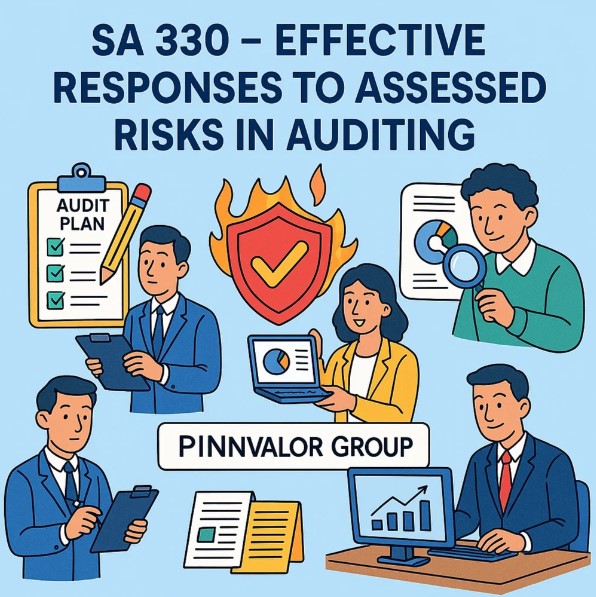 SA 330 – EFFECTIVE
RESPONSES TO ASSESSED
RISKS IN AUDITING
AUDIT
PLAN
PINNVALOR GROUP